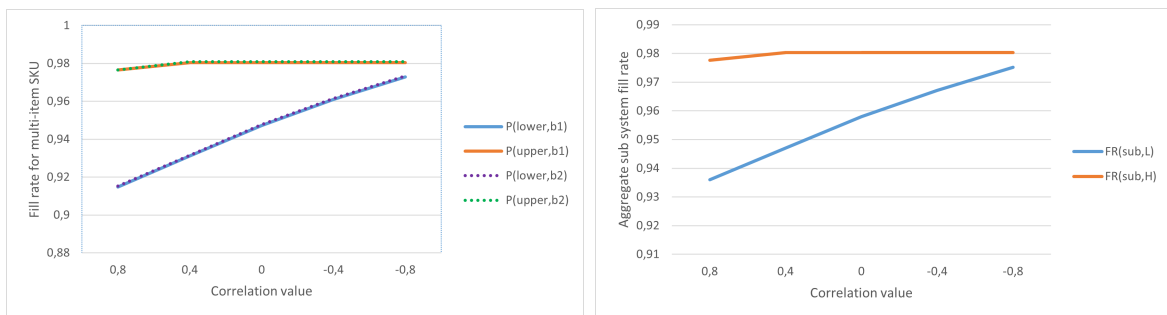 Fill rate for multi-item SKU
1
0,98
0,96
0,94
0,92
0,9
0,88
0,8
0,4
0
-0,4
-0,8
Correlation value
P(lower,b1)
P(upper,b1)
P(lower,b2)
P(upper,b2)
Aggregate sub system fill rate
0,99
0,98
0,97
0,96
0,95
0,94
0,93
0,92
0,91
0,8
0,4
0
-0,4
-0,8
Correlation value
FR(sub,L)
FR(sub,H)